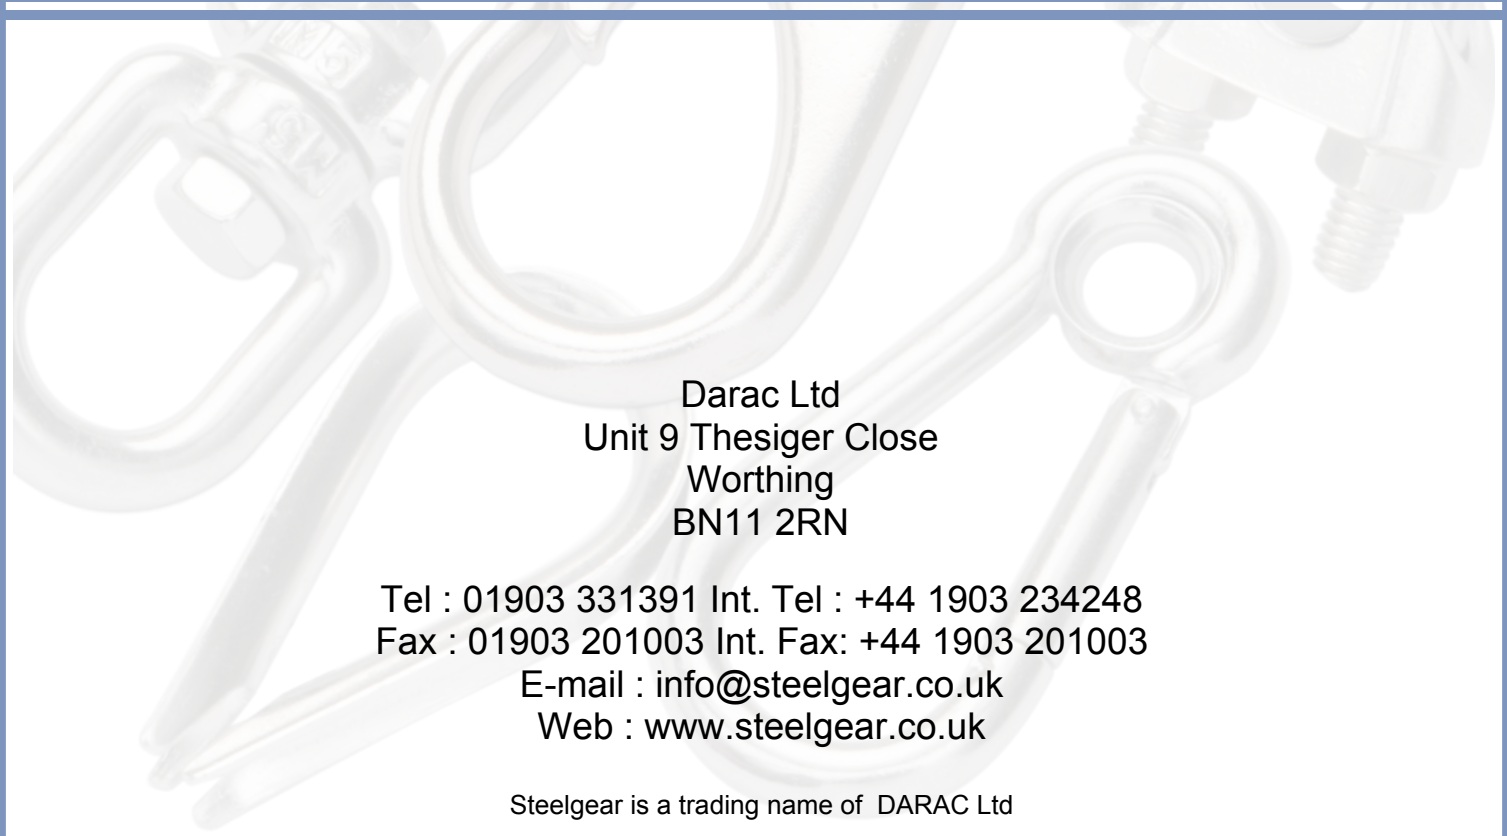 M5
SW
Darac Ltd
Unit 9 Thesiger Close
Worthing
BN11 2RN
Tel : 01903 331391 Int. Tel : +44 1903 234248
Fax : 01903 201003 Int. Fax: +44 1903 201003
E-mail : info@steelgear.co.uk
Web : www.steelgear.co.uk
Steelgear is a trading name of DARAC Ltd